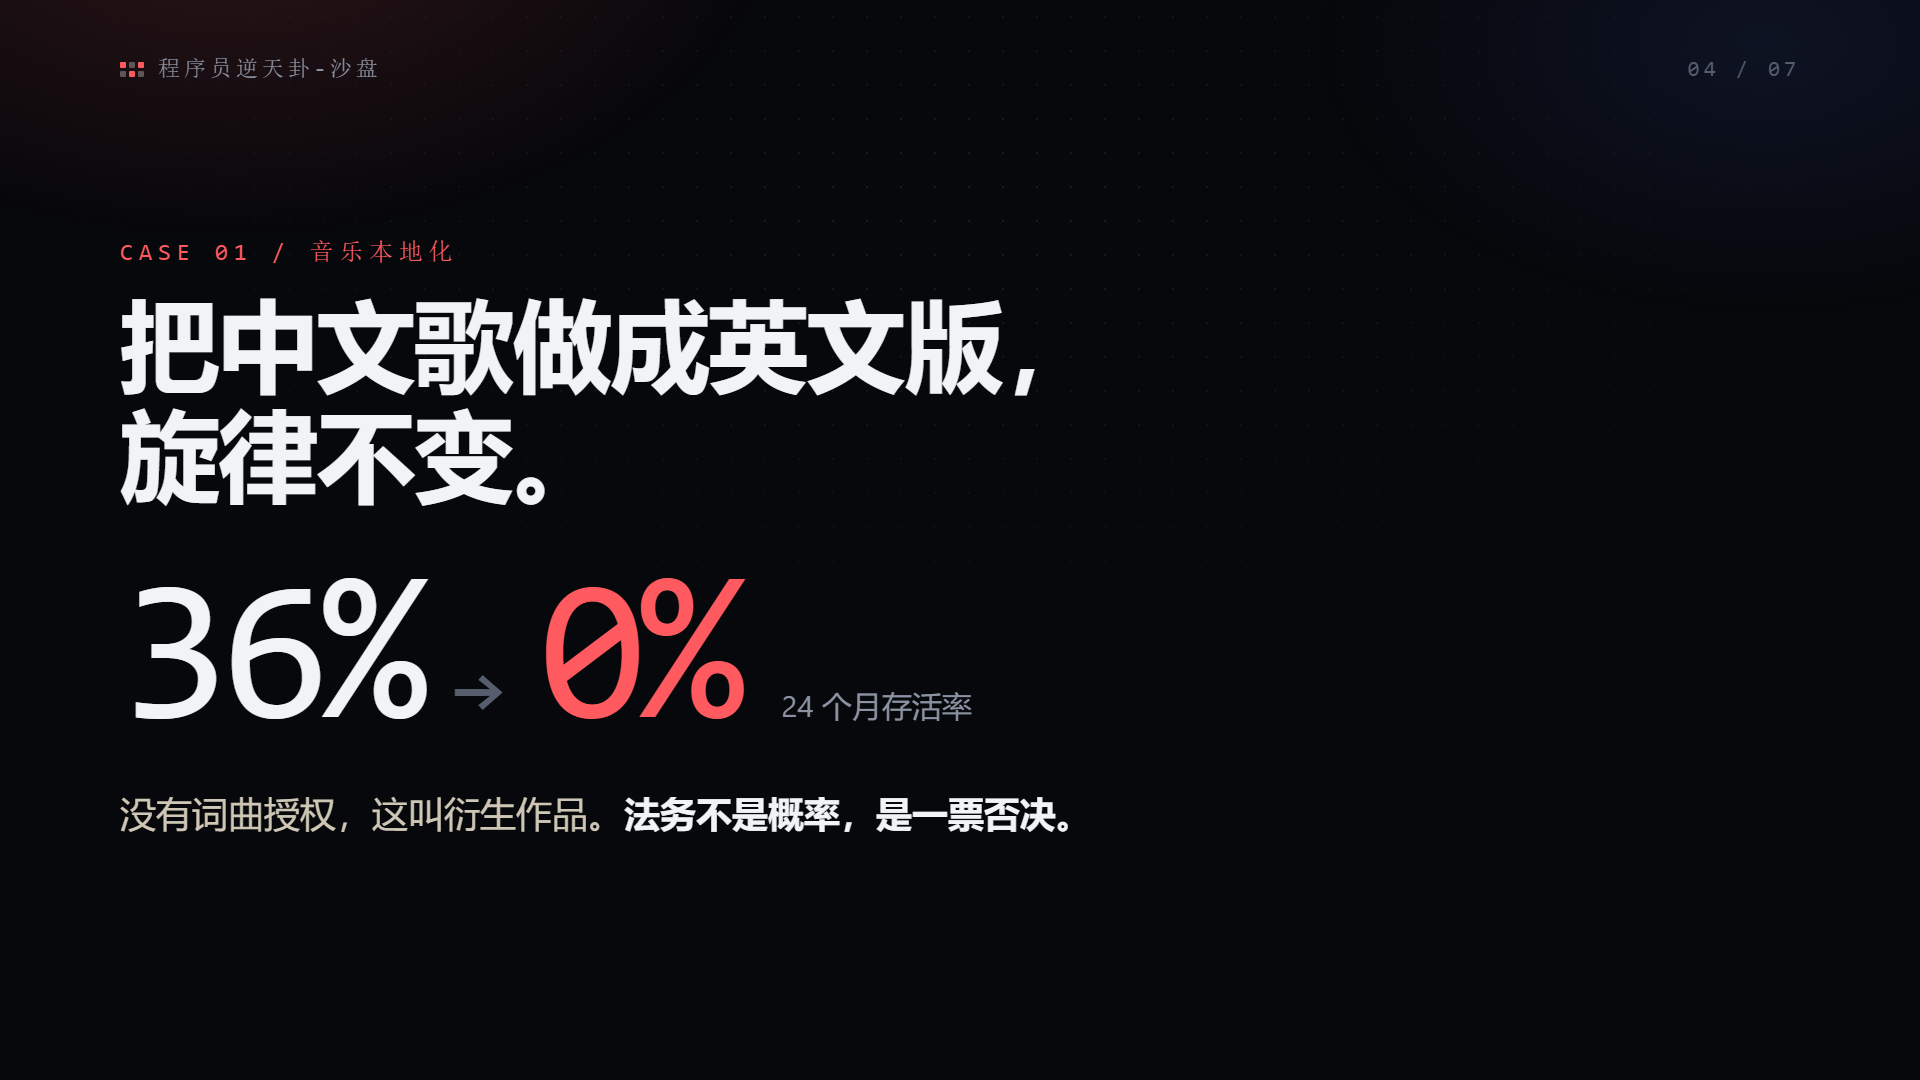 程序员逆天卦-沙盘
04 / 07
CASE 01 / 音乐本地化
把中文歌做成英文版，
旋律不变。
36% → 0% 24 个月存活率
没有词曲授权，这叫衍生作品。法务不是概率，是一票否决。